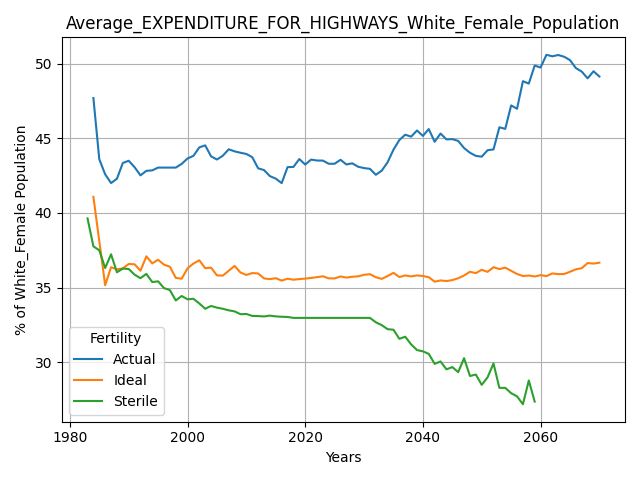 Average_EXPENDITURE_FOR_HIGHWAYS_White_Female_Population
% of White_Female Population
50
45
40
35
30
Fertility
Actual
Ideal
Sterile
1980
2000
2020
2040
2060
Years